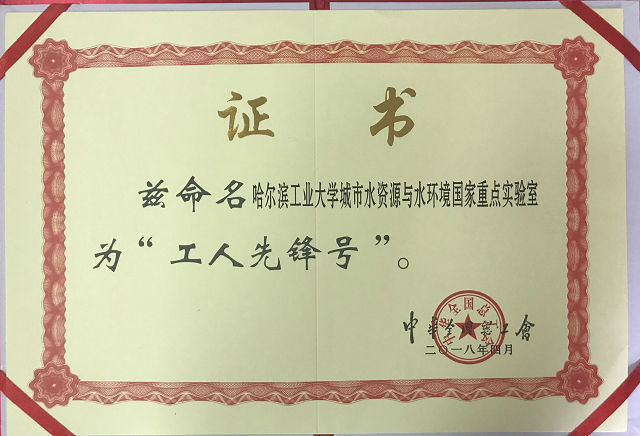 证 书
兹命名哈尔滨工业大学城市水资源与水环境国家重点实验室
为“工人先锋号”。
中华全国总工會
二〇一八年四月